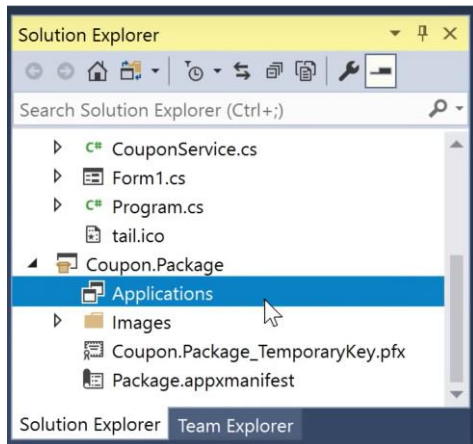 Solution Explorer
Search Solution Explorer (Ctrl+;)
C# CouponService.cs
Form1.cs
C# Program.cs
tail.ico
Coupon.Package
Applications
Images
Coupon.Package_TemporaryKey.pfx
Package.appxmanifest
Solution Explorer Team Explorer